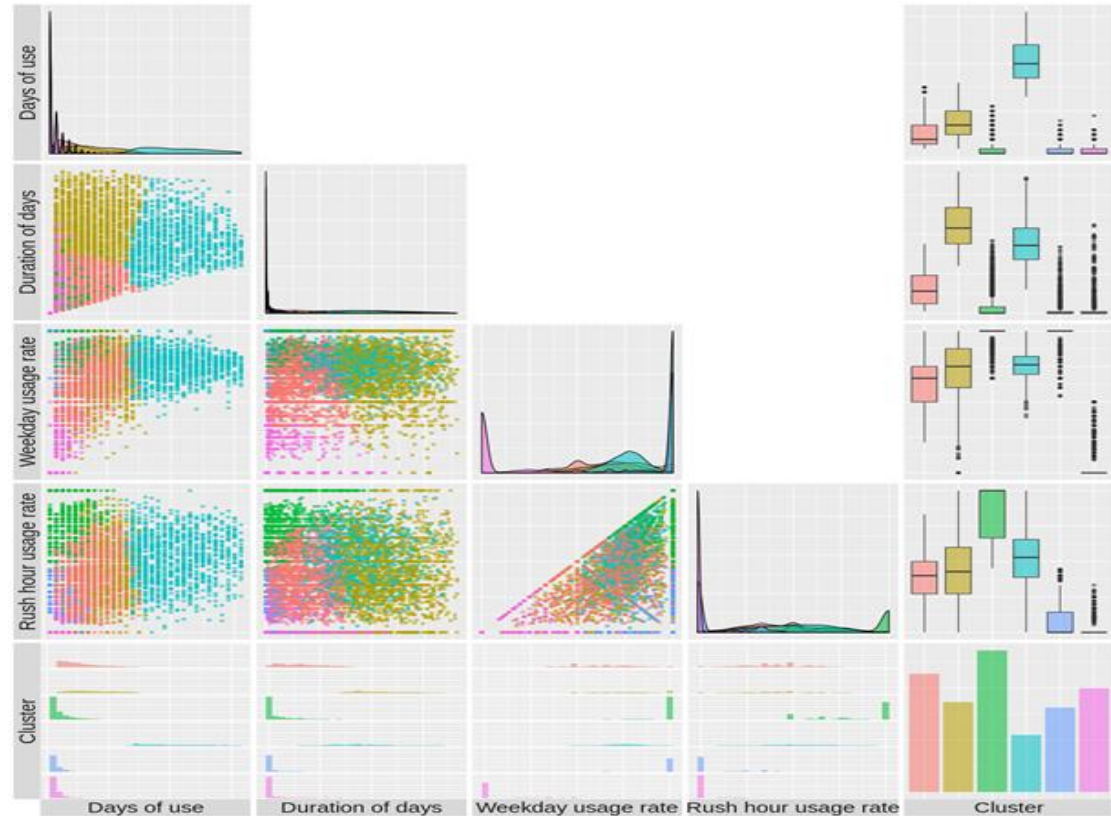 Days of use
Duration of days
Weekday usage rate
Rush hour usage rate
Cluster
Days of use
Duration of days
Weekday usage rate
Rush hour usage rate
Cluster